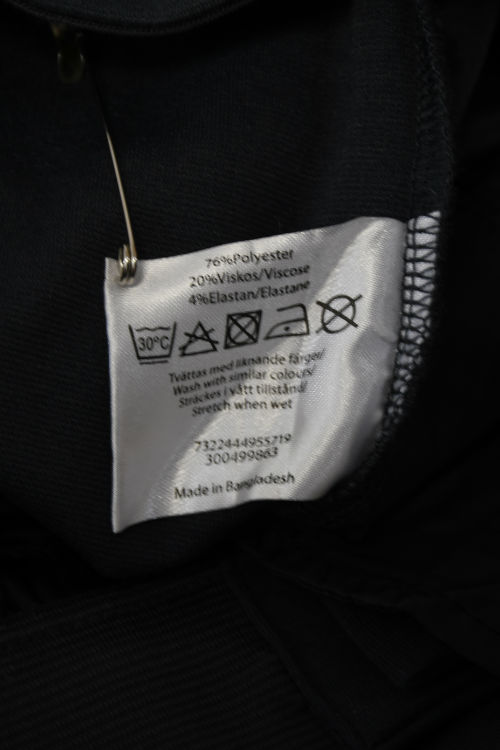 76%Polyester
20%Viskos/Viscose
4%Elastan/Elastane
30°C
Tvättas med liknande färger/
Wash with similar colours/
Sträckes i vått tillstånd/
Stretch when wet
7322444955719
300499863
Made in Bangladesh